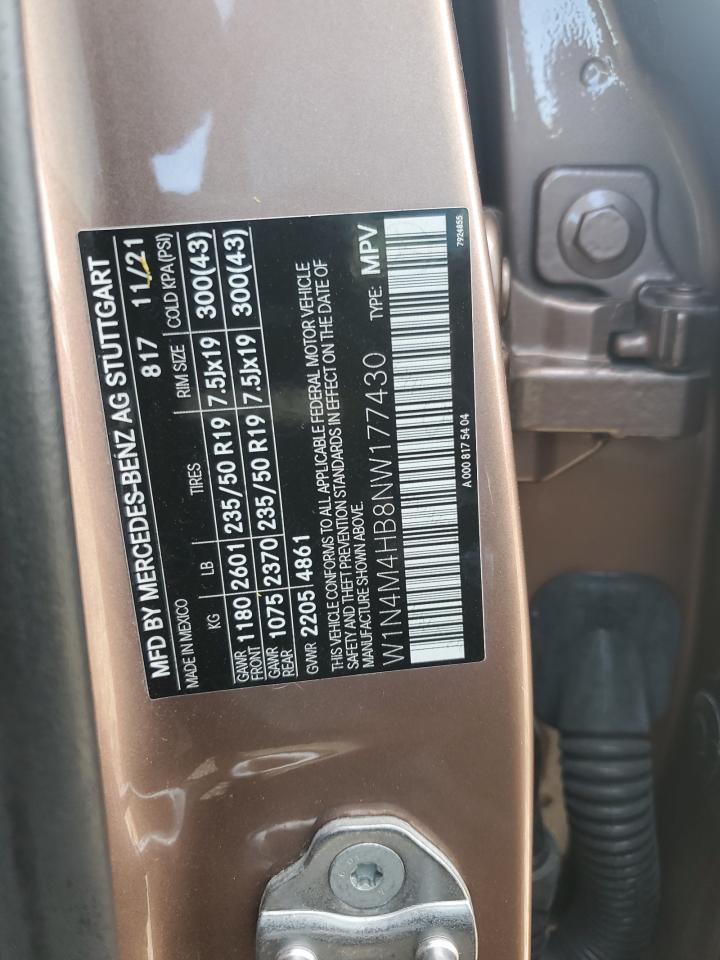 MFD BY MERCEDES-BENZ AG STUTTGART
MADE IN MEXICO 817 11/21
KG LB TIRES RIM SIZE COLD KPA(PSI)
GAWR FRONT 1180 2601 235/50 R19 7.5Jx19 300(43)
GAWR REAR 1075 2370 235/50 R19 7.5Jx19 300(43)
GVWR 2205 4861
THIS VEHICLE CONFORMS TO ALL APPLICABLE FEDERAL MOTOR VEHICLE
SAFETY AND THEFT PREVENTION STANDARDS IN EFFECT ON THE DATE OF
MANUFACTURE SHOWN ABOVE.
W1N4M4HB8NW177430 TYPE: MPV
A 000 817 54 04 7924855